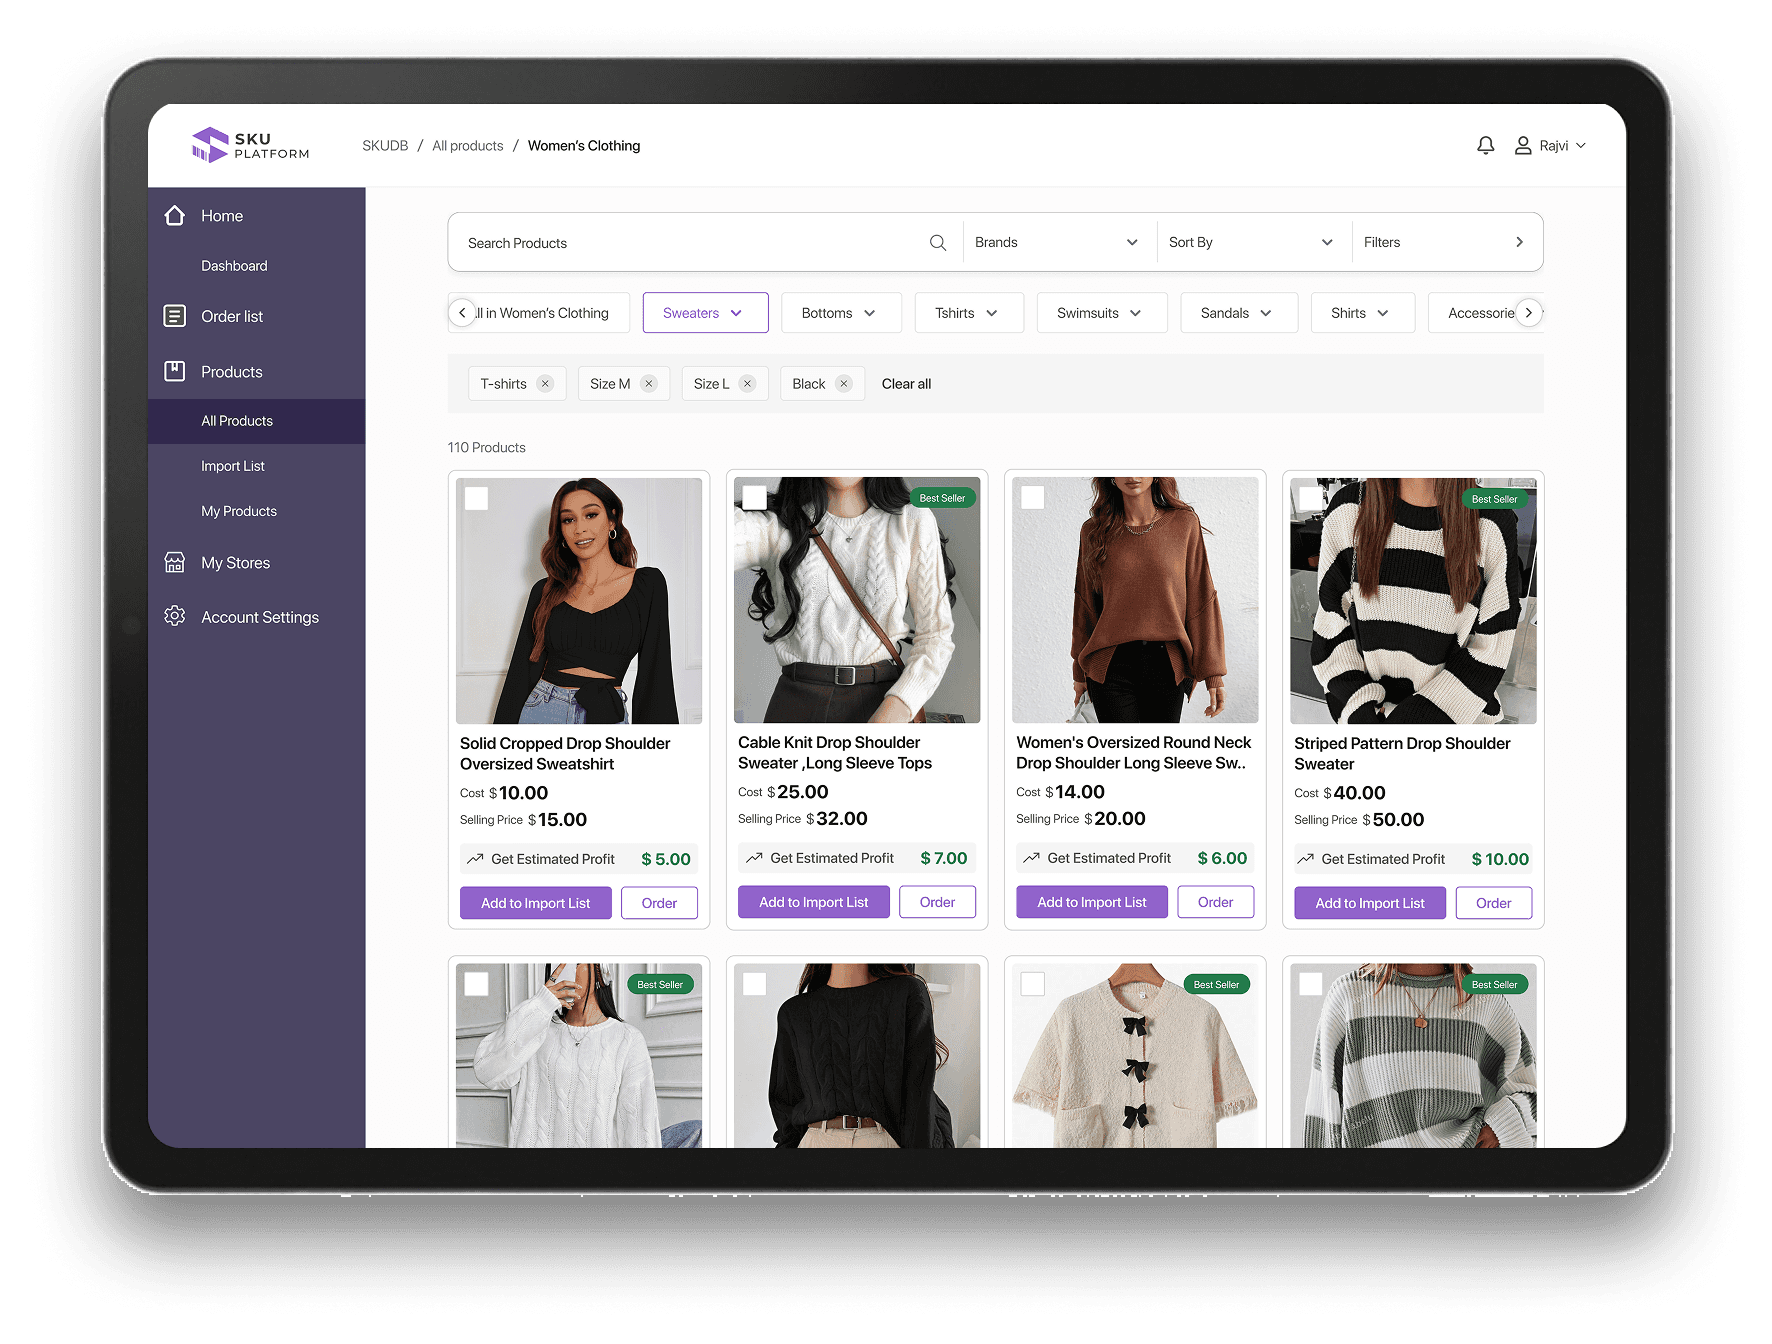 SKU
PLATFORM
SKUDB / All products / Women's Clothing
Rajvi
Home
Dashboard
Order list
Products
All Products
Import List
My Products
My Stores
Account Settings
Search Products
Brands
Sort By
Filters
ll in Women's Clothing
Sweaters
Bottoms
Tshirts
Swimsuits
Sandals
Shirts
Accessorie
T-shirts
Size M
Size L
Black
Clear all
110 Products
Solid Cropped Drop Shoulder
Oversized Sweatshirt
Cost $10.00
Selling Price $15.00
Get Estimated Profit $ 5.00
Add to Import List
Order
Best Seller
Cable Knit Drop Shoulder
Sweater ,Long Sleeve Tops
Cost $25.00
Selling Price $32.00
Get Estimated Profit $ 7.00
Add to Import List
Order
Women's Oversized Round Neck
Drop Shoulder Long Sleeve Sw..
Cost $14.00
Selling Price $20.00
Get Estimated Profit $ 6.00
Add to Import List
Order
Best Seller
Striped Pattern Drop Shoulder
Sweater
Cost $40.00
Selling Price $50.00
Get Estimated Profit $ 10.00
Add to Import List
Order
Best Seller
Best Seller
Best Seller